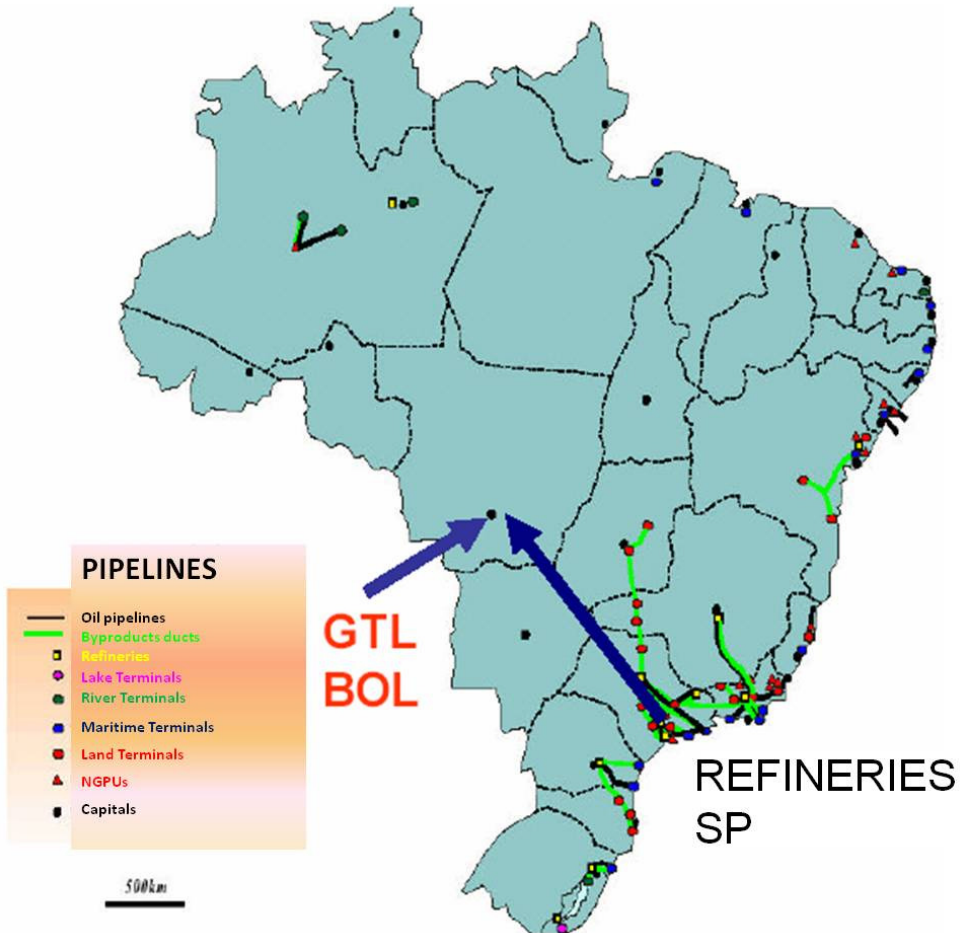 PIPELINES
Oil pipelines
Byproducts ducts
Refineries
Lake Terminals
River Terminals
Maritime Terminals
Land Terminals
NGPUs
Capitals
500km
GTL
BOL
REFINERIES
SP